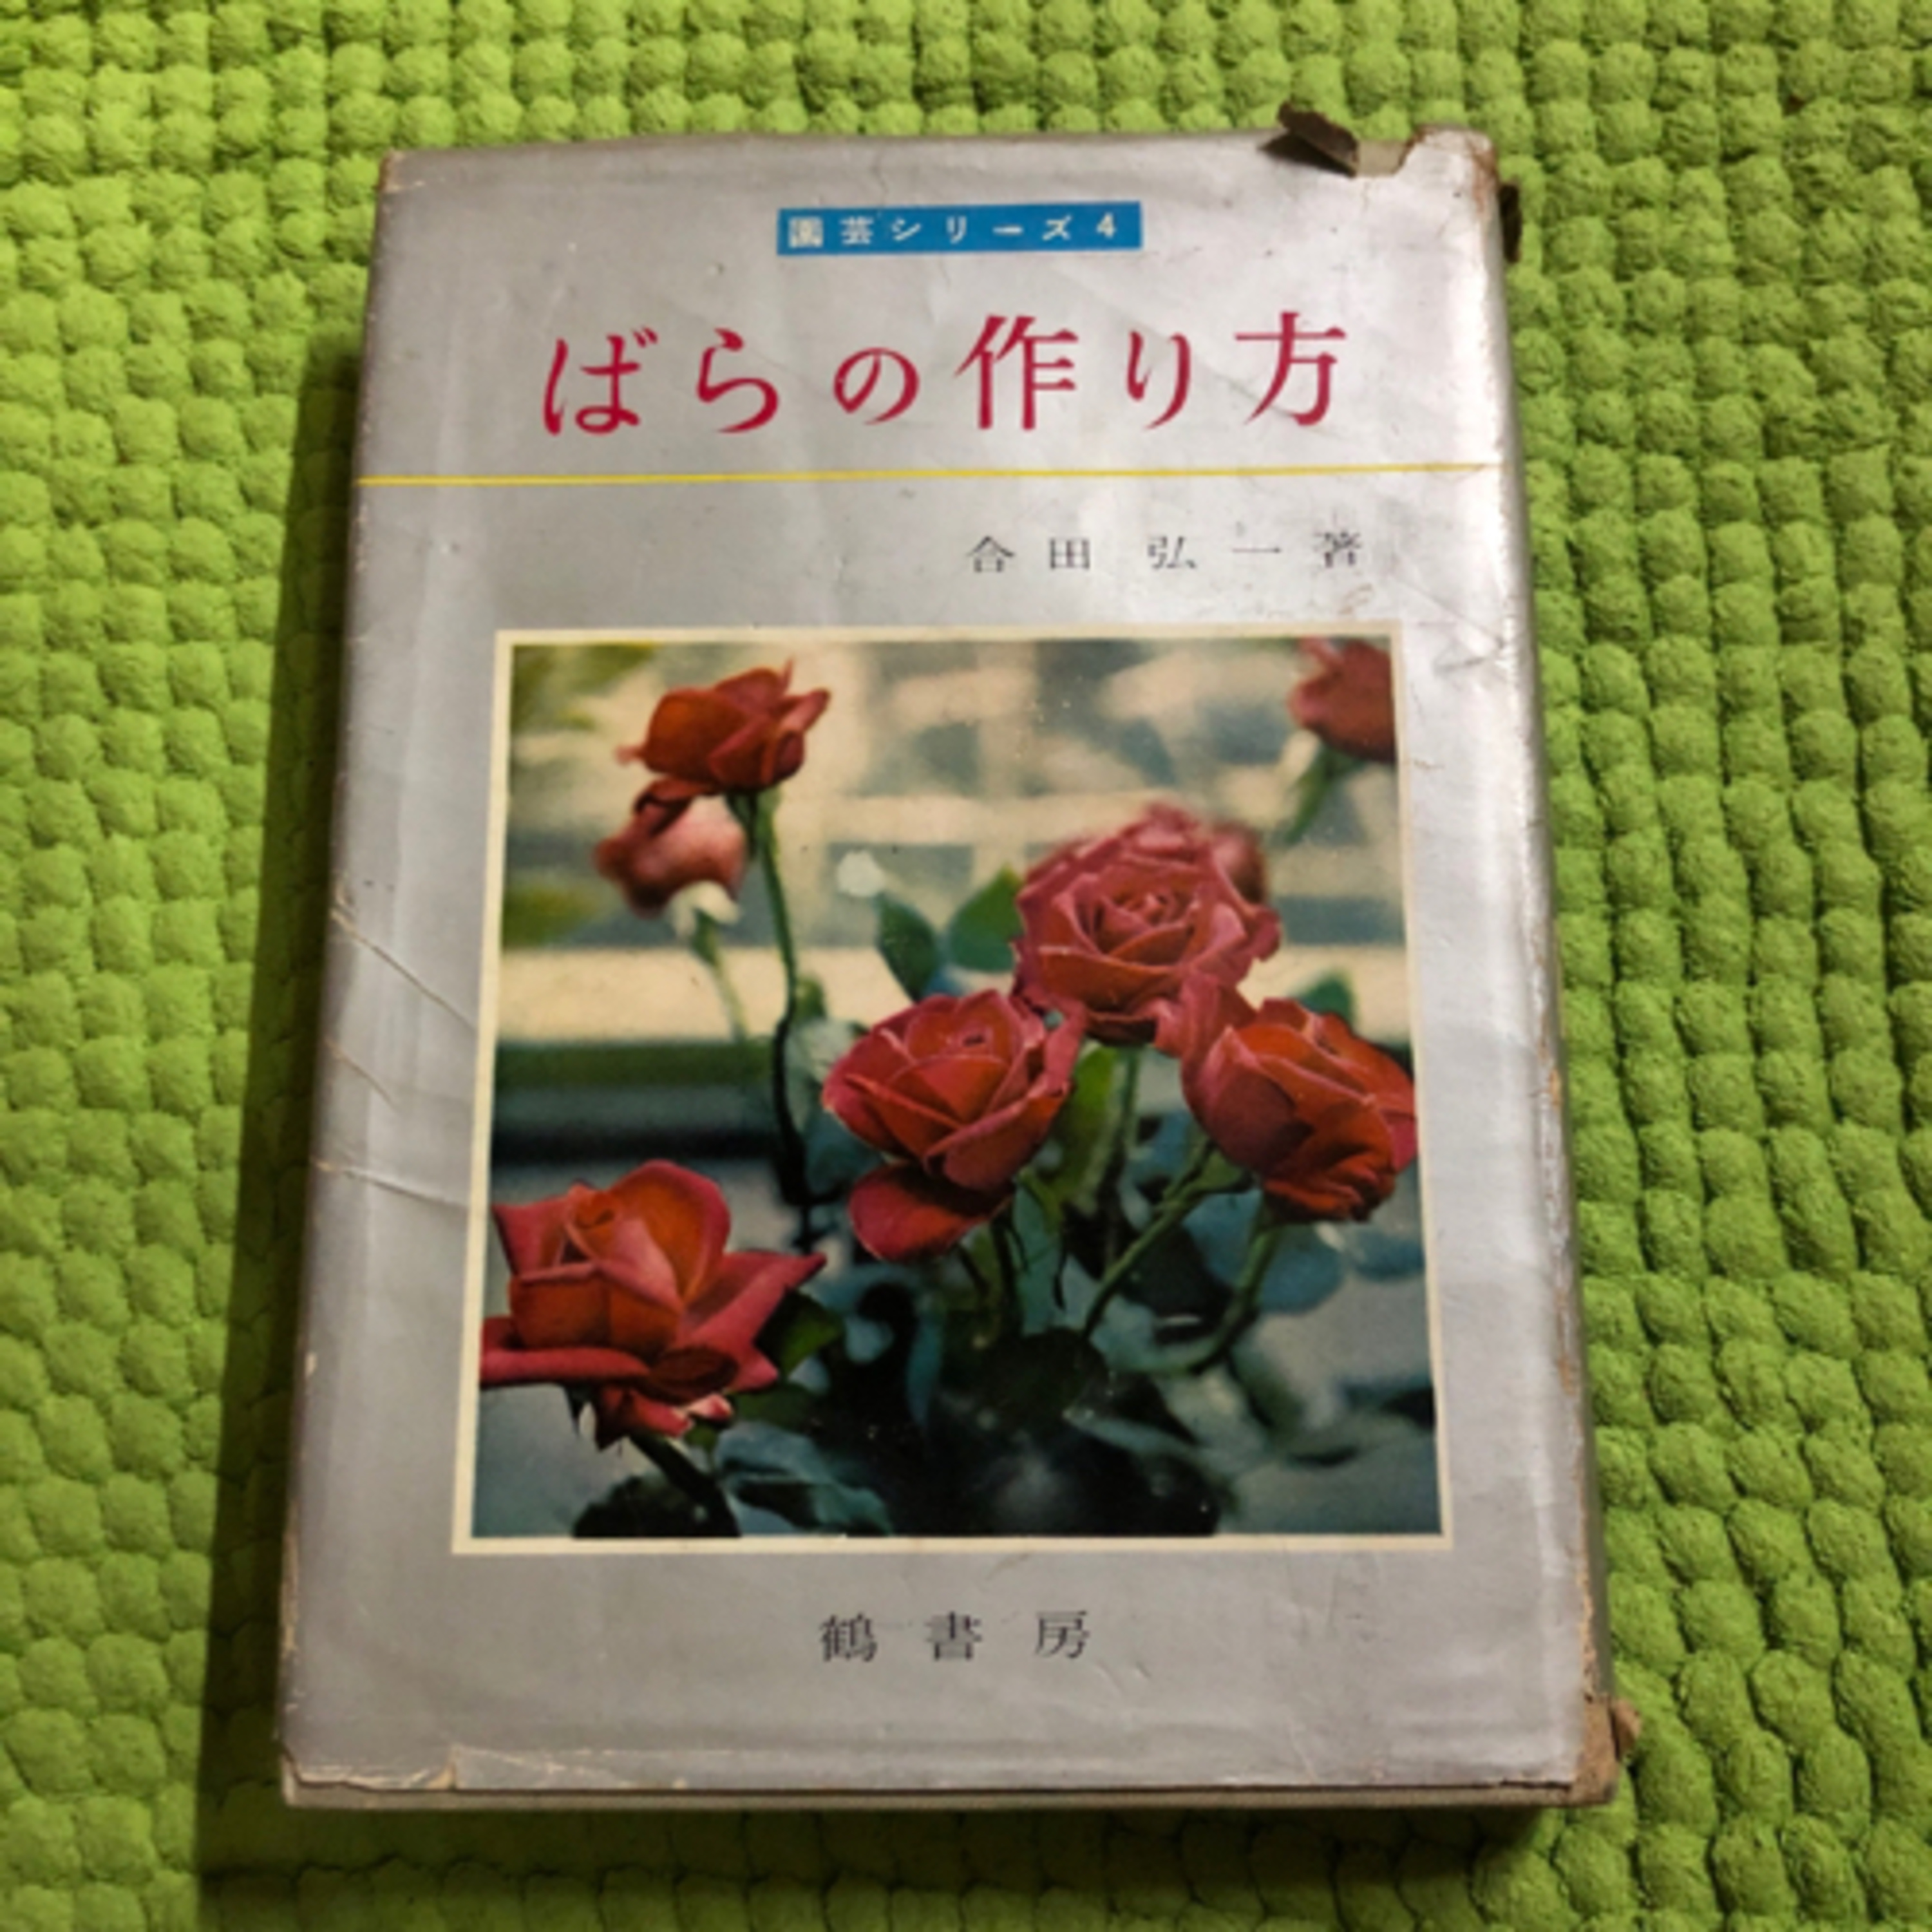 園芸シリーズ4
ばらの作り方
合田 弘一 著
鶴書房